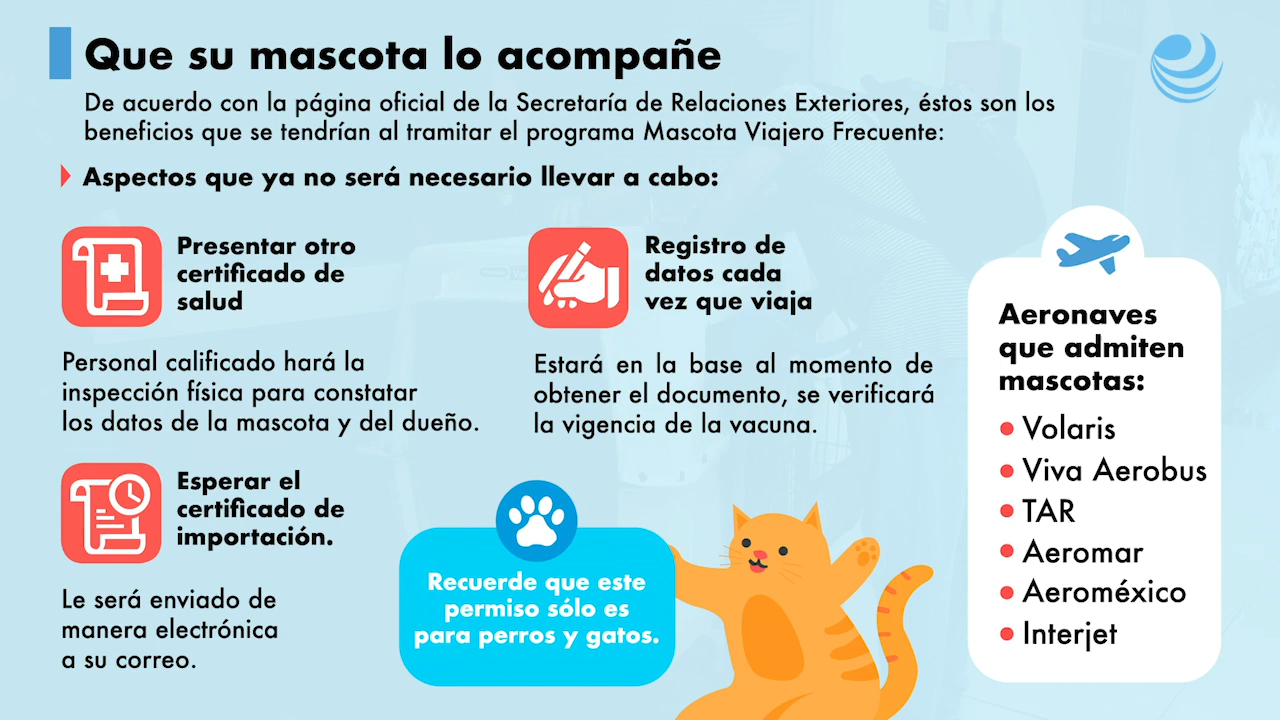 Que su mascota lo acompañe
De acuerdo con la página oficial de la Secretaría de Relaciones Exteriores, éstos son los
beneficios que se tendrían al tramitar el programa Mascota Viajero Frecuente:
Aspectos que ya no será necesario llevar a cabo:
Presentar otro
certificado de
salud
Personal calificado hará la
inspección física para constatar
los datos de la mascota y del dueño.
Registro de
datos cada
vez que viaja
Estará en la base al momento de
obtener el documento, se verificará
la vigencia de la vacuna.
Esperar el
certificado de
importación.
Le será enviado de
manera electrónica
a su correo.
Recuerde que este
permiso sólo es
para perros y gatos.
Aeronaves
que admiten
mascotas:
• Volaris
• Viva Aerobus
• TAR
• Aeromar
• Aeroméxico
• Interjet